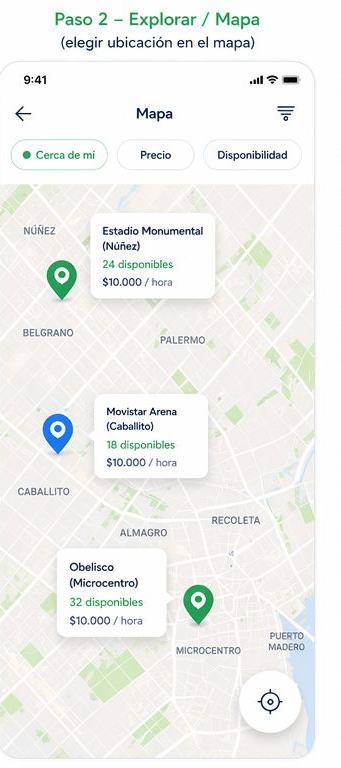 Paso 2 – Explorar / Mapa
(elegir ubicación en el mapa)
9:41
Mapa
Cerca de mí
Precio
Disponibilidad
NÚÑEZ
Estadio Monumental
(Núñez)
24 disponibles
$10.000 / hora
BELGRANO
PALERMO
Movistar Arena
(Caballito)
18 disponibles
$10.000 / hora
CABALLITO
RECOLETA
ALMAGRO
Obelisco
(Microcentro)
32 disponibles
$10.000 / hora
MICROCENTRO
PUERTO
MADERO